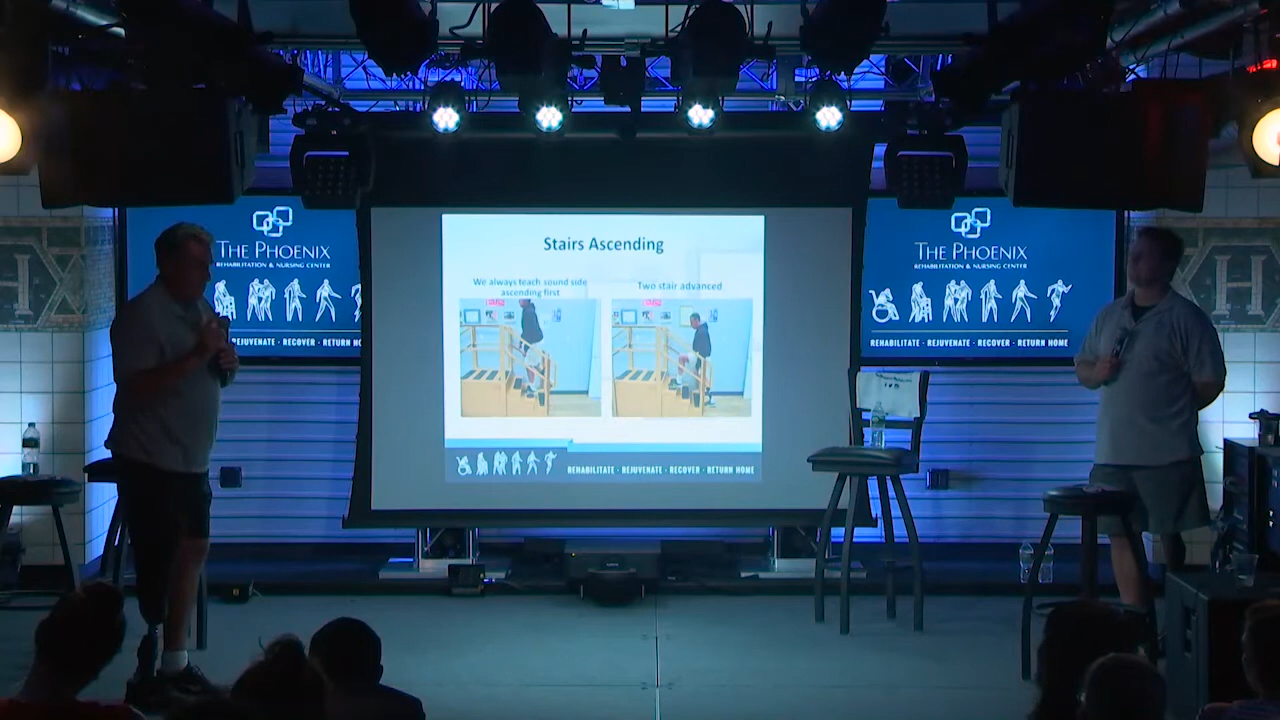 THE PHOENIX
REHABILITATION & NURSING CENTER
REJUVENATE · RECOVER · RETURN HOME
Stairs Ascending
We always teach sound side
ascending first
Two stair advanced
REHABILITATE · REJUVENATE · RECOVER · RETURN HOME
THE PHOENIX
REHABILITATION & NURSING CENTER
REHABILITATE · REJUVENATE · RECOVER · RETURN HOME